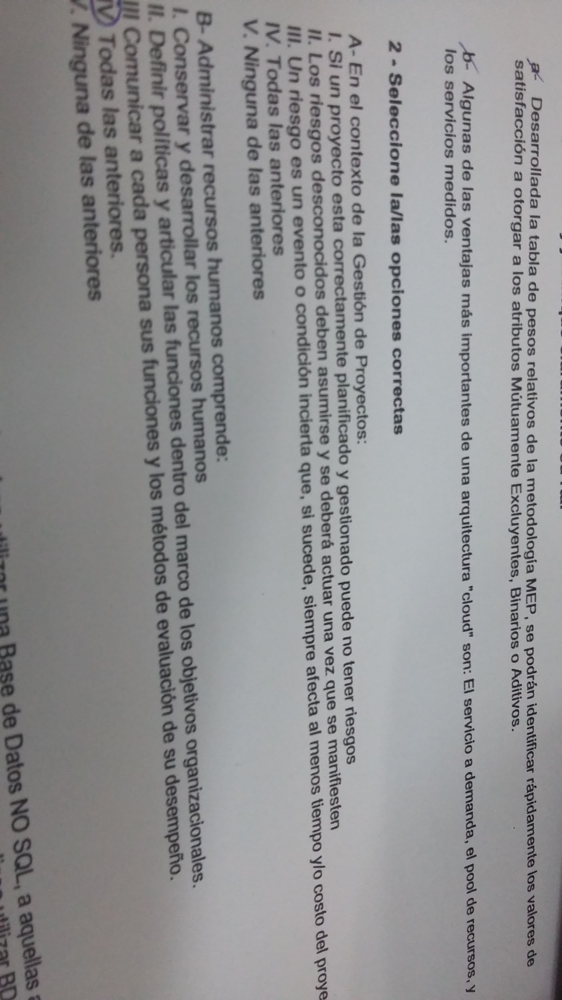 a- Desarrollada la tabla de pesos relativos de la metodología MEP, se podrán identificar rápidamente los valores de
satisfacción a otorgar a los atributos Mútuamente Excluyentes, Binarios o Aditivos.
b- Algunas de las ventajas más importantes de una arquitectura "cloud" son: El servicio a demanda, el pool de recursos, y
los servicios medidos.
2 - Seleccione la/las opciones correctas
A- En el contexto de la Gestión de Proyectos:
I. Si un proyecto esta correctamente planificado y gestionado puede no tener riesgos
II. Los riesgos desconocidos deben asumirse y se deberá actuar una vez que se manifiesten
III. Un riesgo es un evento o condición incierta que, si sucede, siempre afecta al menos tiempo y/o costo del proye
IV. Todas las anteriores
V. Ninguna de las anteriores
B- Administrar recursos humanos comprende:
I. Conservar y desarrollar los recursos humanos
II. Definir políticas y articular las funciones dentro del marco de los objetivos organizacionales.
III Comunicar a cada persona sus funciones y los métodos de evaluación de su desempeño.
IV Todas las anteriores.
V. Ninguna de las anteriores
utilizar una Base de Datos NO SQL, a aquellas
utilizar BD